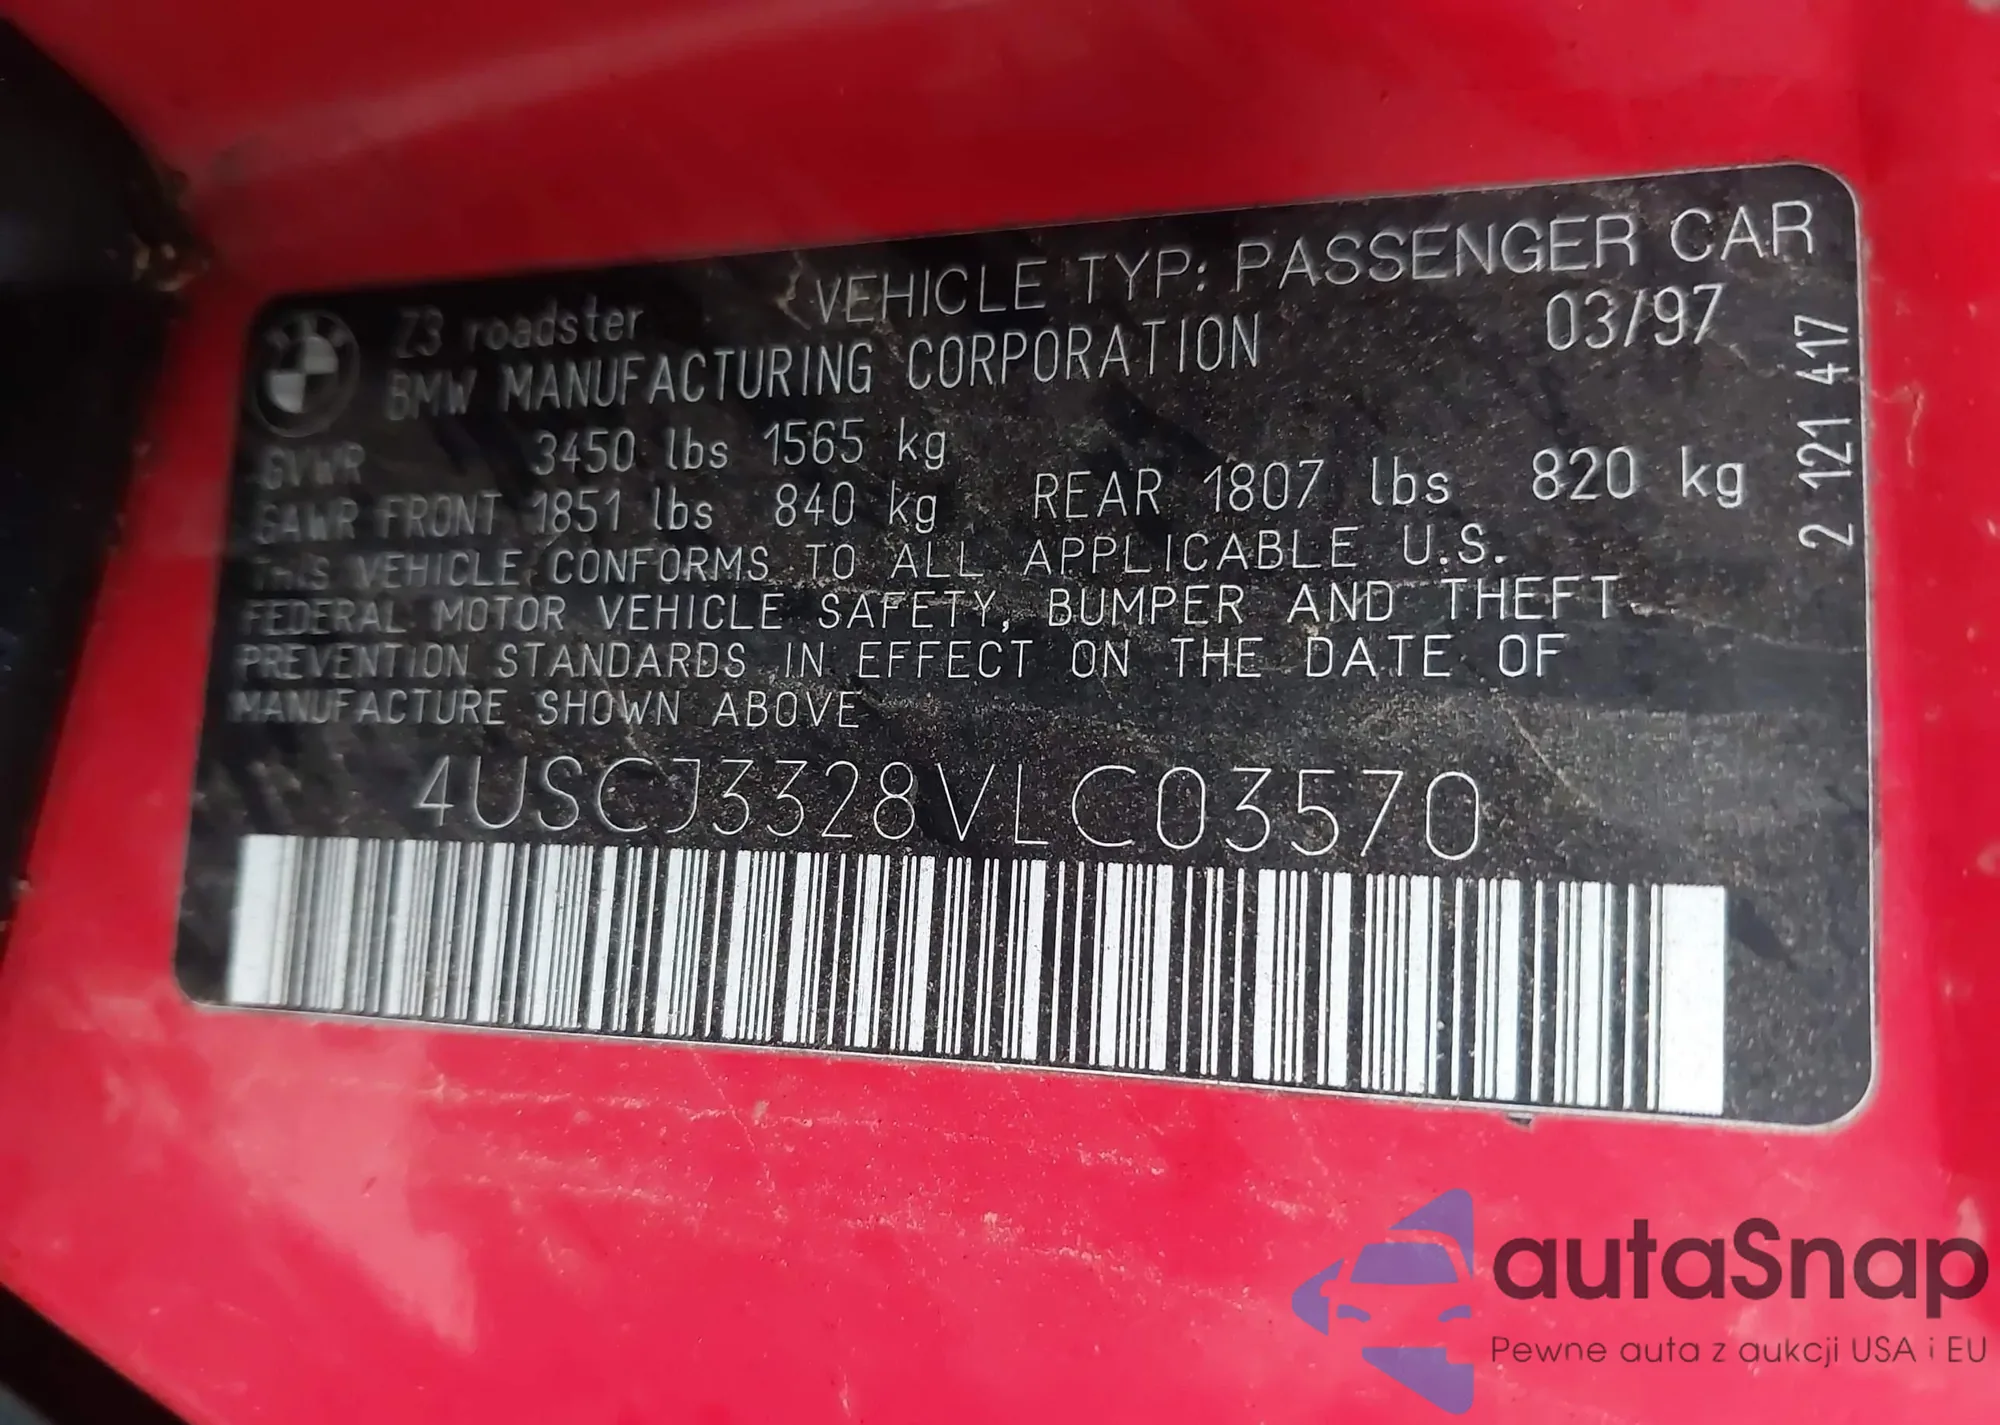 VEHICLE TYP: PASSENGER CAR
Z3 roadster
BMW MANUFACTURING CORPORATION 03/97
GVWR 3450 lbs 1565 kg
GAWR FRONT 1851 lbs 840 kg REAR 1807 lbs 820 kg
THIS VEHICLE CONFORMS TO ALL APPLICABLE U.S.
FEDERAL MOTOR VEHICLE SAFETY, BUMPER AND THEFT
PREVENTION STANDARDS IN EFFECT ON THE DATE OF
MANUFACTURE SHOWN ABOVE
4USCJ3328VLC03570
2 121 417
autaSnap
Pewne auta z aukcji USA i EU